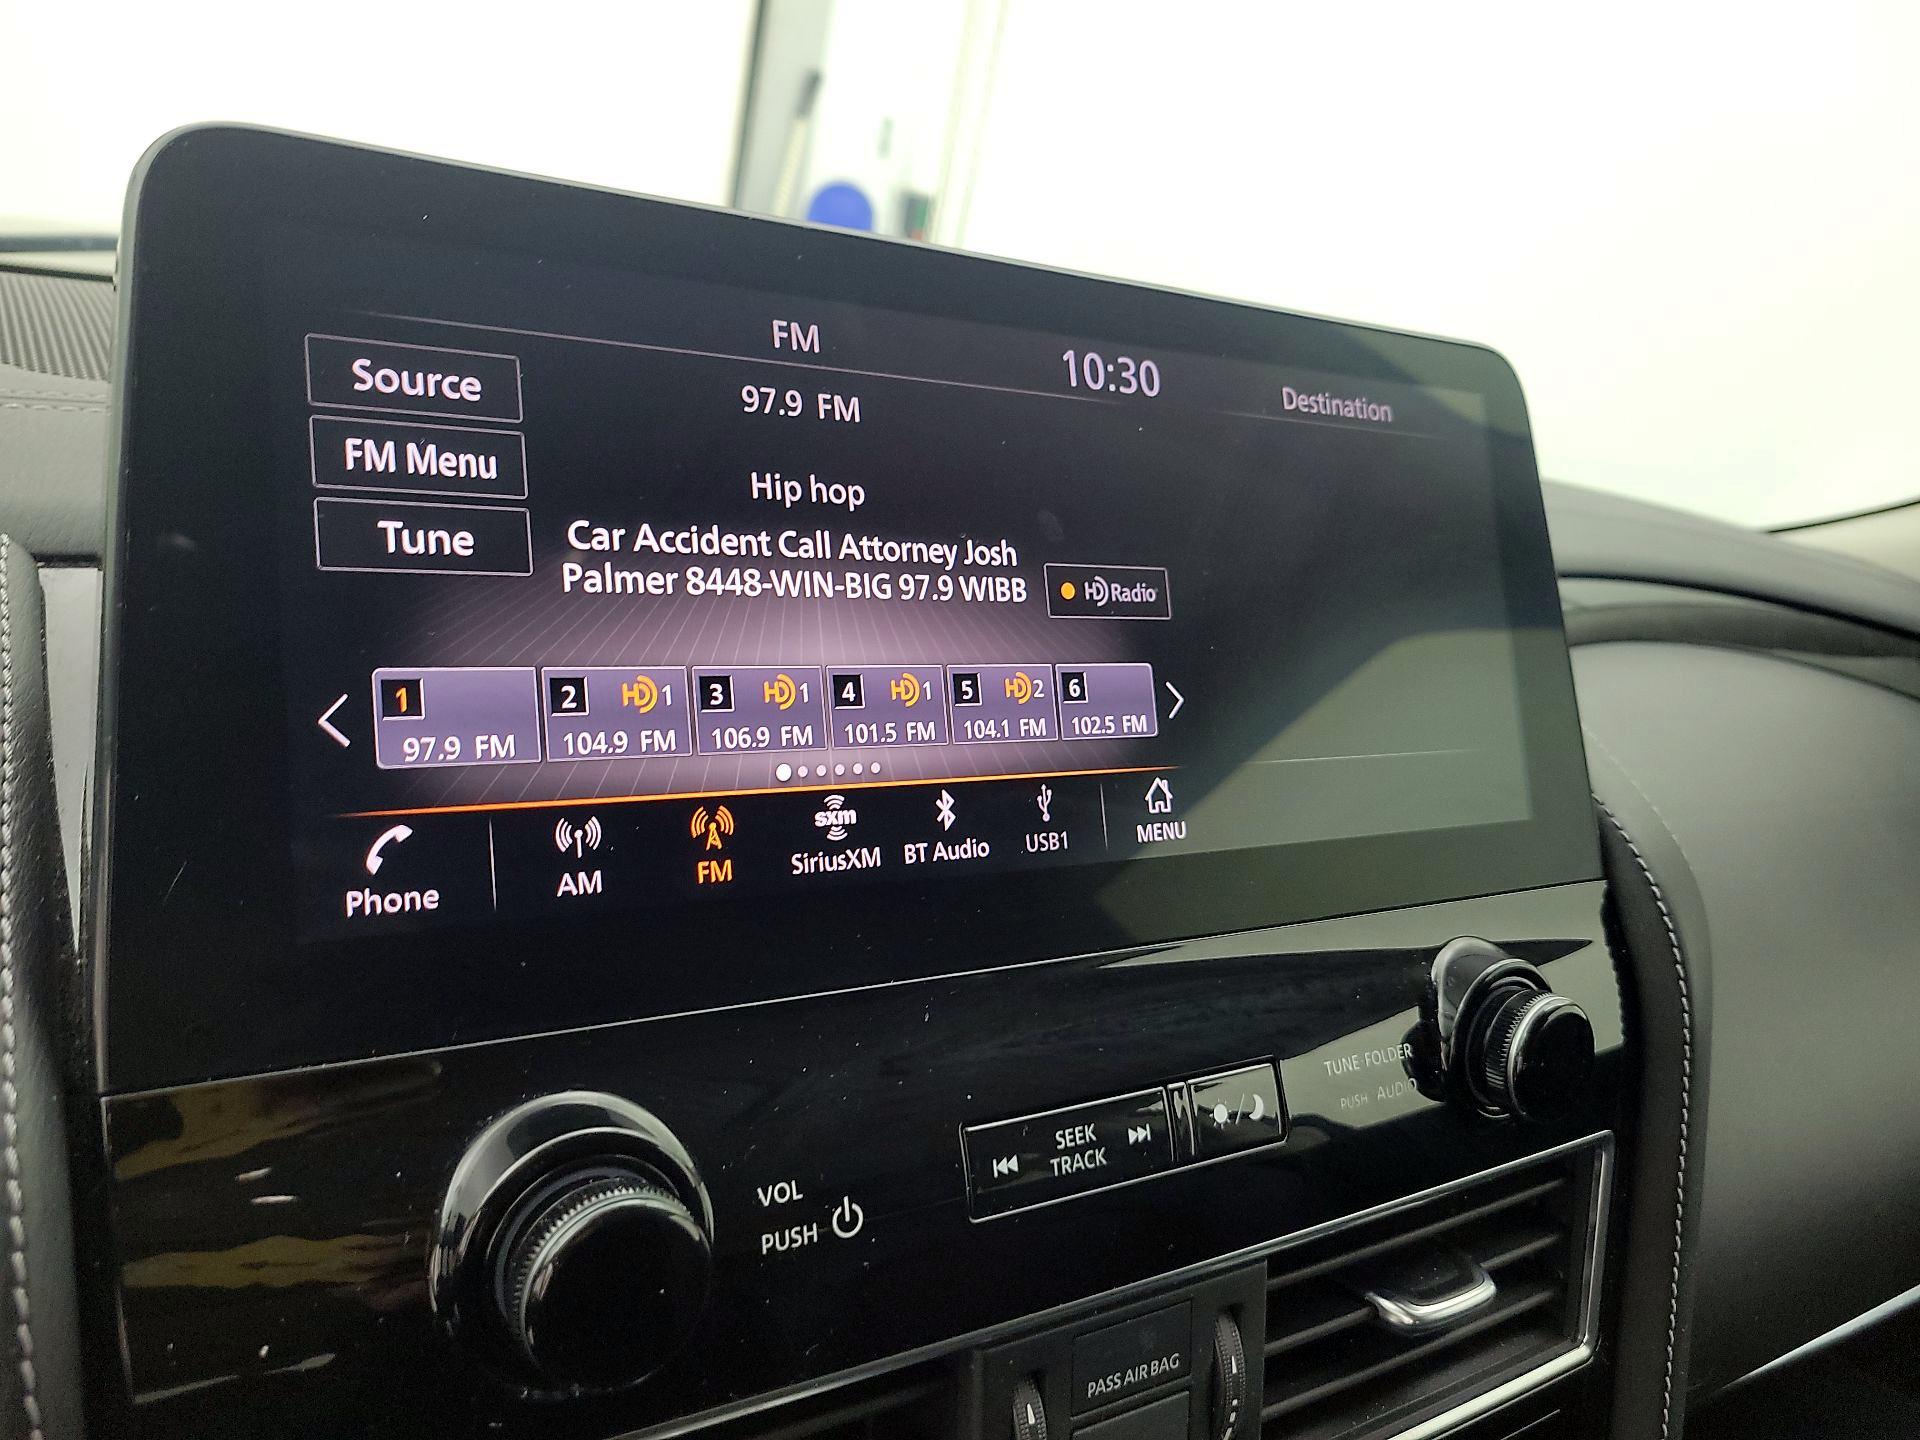 FM
10:30
Destination
Source
97.9 FM
FM Menu
Hip hop
Tune
Car Accident Call Attorney Josh
Palmer 8448-WIN-BIG 97.9 WIBB
HD Radio
1
97.9 FM
2 HD 1
104.9 FM
3 HD 1
106.9 FM
4 HD 1
101.5 FM
5 HD 2
104.1 FM
6
102.5 FM
Phone
AM
FM
sxm
SiriusXM
BT Audio
USB1
MENU
VOL
PUSH
SEEK
TRACK
TUNE·FOLDER
PUSH AUDIO
PASS AIR BAG